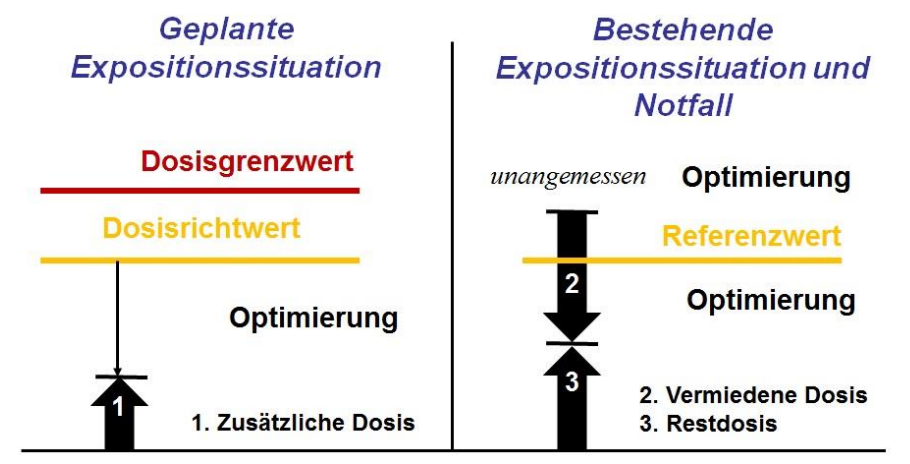 Geplante
Expositionssituation
Dosisgrenzwert
Dosisrichtwert
Optimierung
1
1. Zusätzliche Dosis
Bestehende
Expositionssituation und
Notfall
unangemessen Optimierung
Referenzwert
2
Optimierung
3
2. Vermiedene Dosis
3. Restdosis